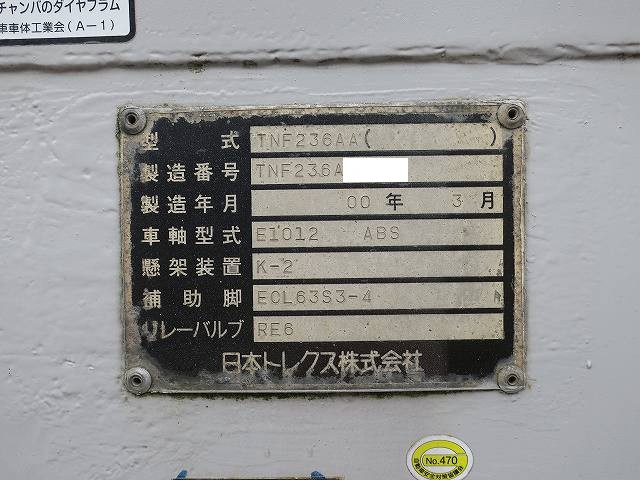 チャンバのダイヤフラム
車車体工業会(A-1)
型式 TNF236AA( )
製造番号 TNF236A
製造年月 00年 3月
車軸型式 E1012 ABS
懸架装置 K-2
補助脚 ECL63S3-4
リレーバルブ RE6
日本トレクス株式会社
No.470